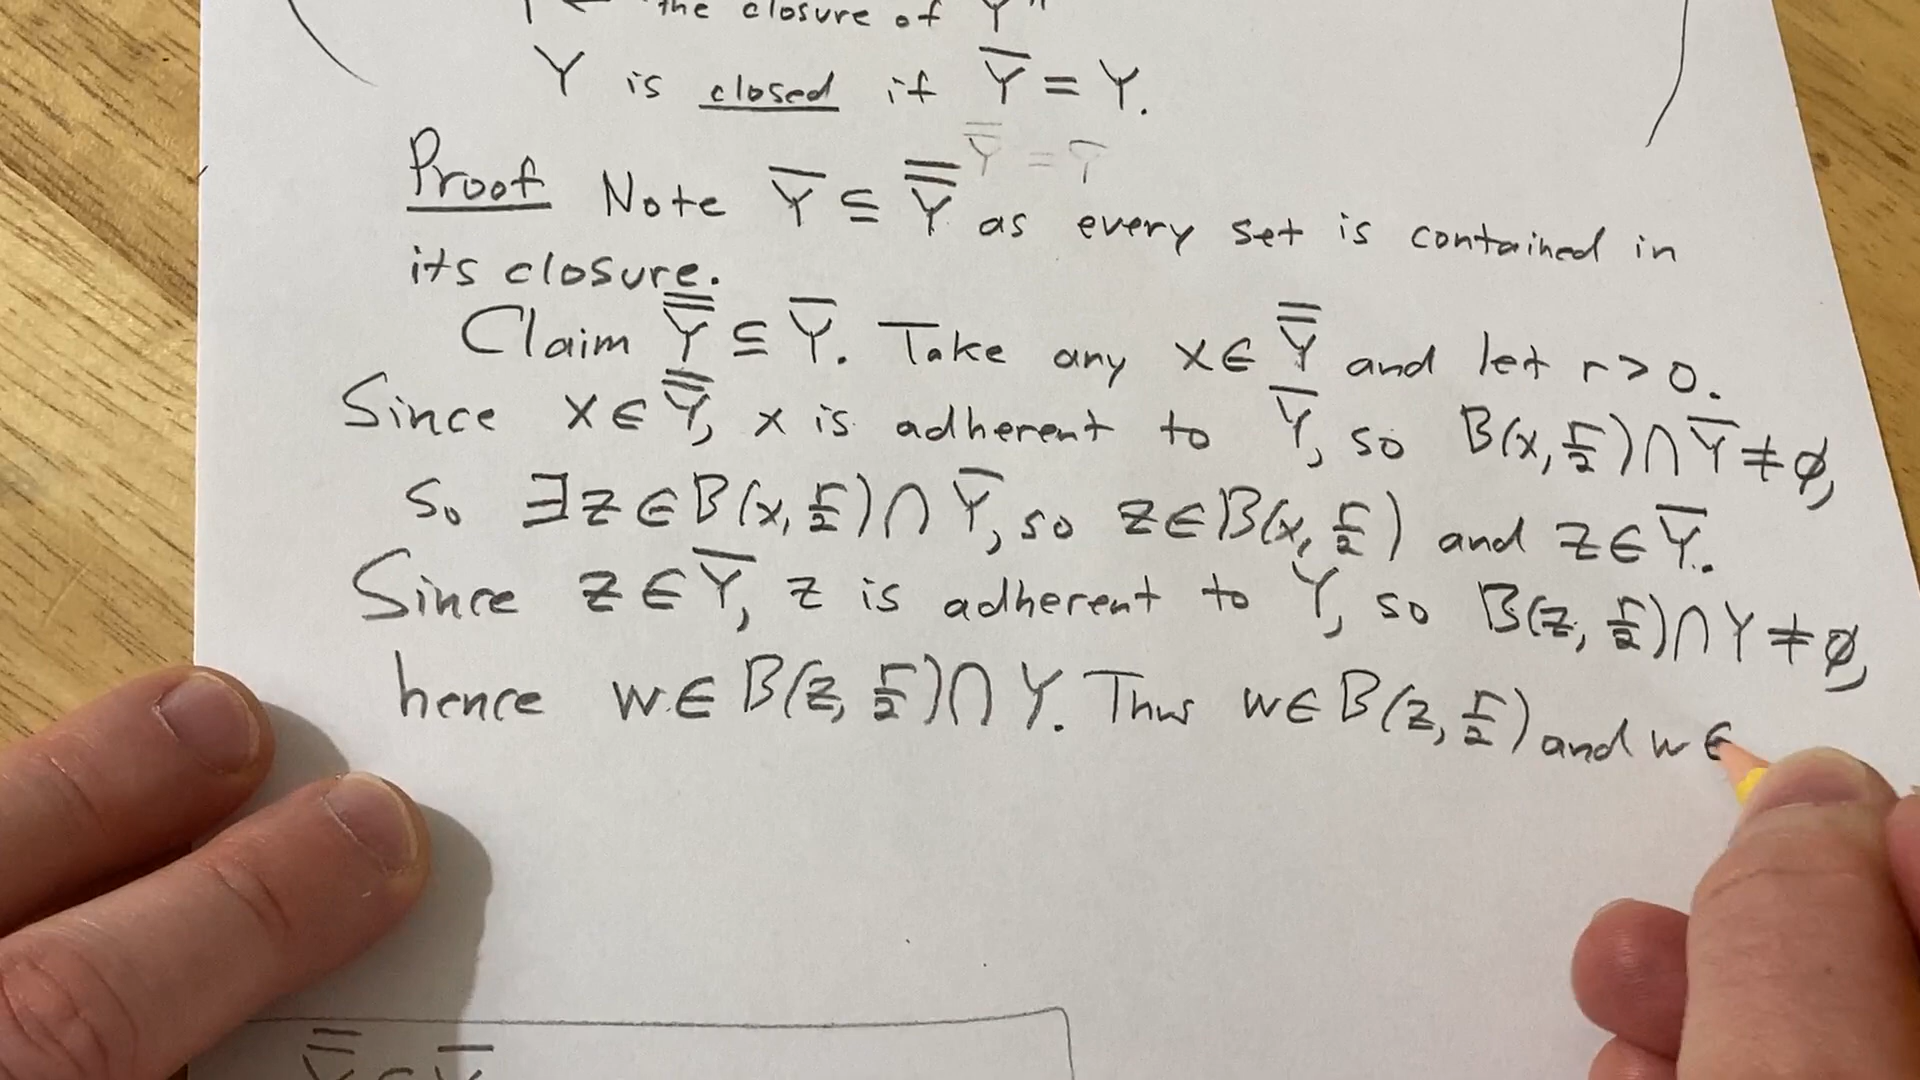 the closure of Y"
Y is closed if Y̅ = Y.
Y̿ = Y̅
Proof Note Y̅ ⊆ Y̿ as every set is contained in
its closure.
Claim Y̿ ⊆ Y̅. Take any x ∈ Y̿ and let r > 0.
Since x ∈ Y̿, x is adherent to Y̅, so B(x, r/2) ∩ Y̅ ≠ ∅,
So ∃ z ∈ B(x, r/2) ∩ Y̅, so z ∈ B(x, r/2) and z ∈ Y̅.
Since z ∈ Y̅, z is adherent to Y, so B(z, r/2) ∩ Y ≠ ∅,
hence w ∈ B(z, r/2) ∩ Y. Thus w ∈ B(z, r/2) and w ∈